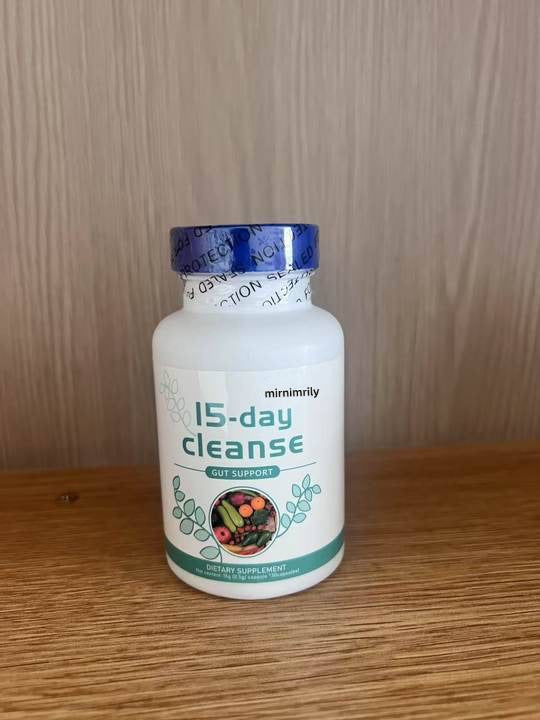 PROTECTION
SEALED
mirnimrily
15-day
cleanse
GUT SUPPORT
DIETARY SUPPLEMENT